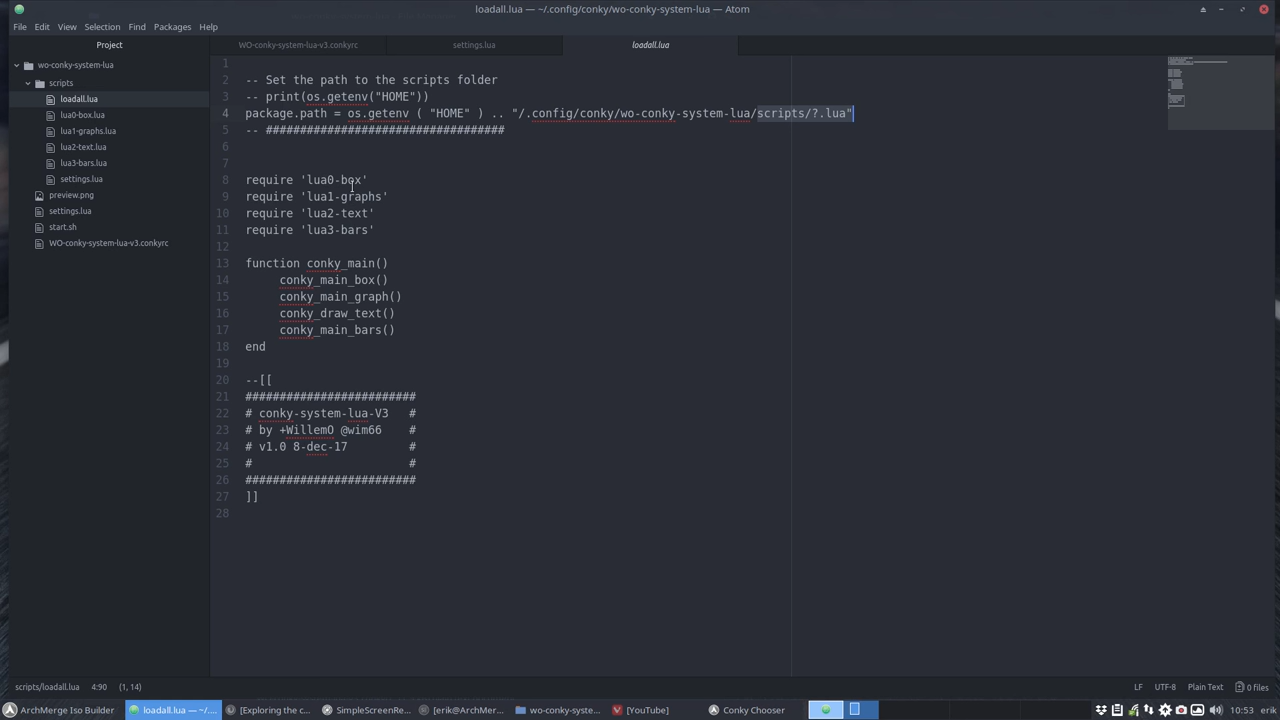 loadall.lua — ~/.config/conky/wo-conky-system-lua — Atom
File Edit View Selection Find Packages Help
Project
wo-conky-system-lua
scripts
loadall.lua
lua0-box.lua
lua1-graphs.lua
lua2-text.lua
lua3-bars.lua
settings.lua
preview.png
settings.lua
start.sh
WO-conky-system-lua-v3.conkyrc
WO-conky-system-lua-v3.conkyrc settings.lua loadall.lua
1
2 -- Set the path to the scripts folder
3 -- print(os.getenv("HOME"))
4 package.path = os.getenv ( "HOME" ) .. "/.config/conky/wo-conky-system-lua/scripts/?.lua"
5 -- ###################################
6
7
8 require 'lua0-box'
9 require 'lua1-graphs'
10 require 'lua2-text'
11 require 'lua3-bars'
12
13 function conky_main()
14 conky_main_box()
15 conky_main_graph()
16 conky_draw_text()
17 conky_main_bars()
18 end
19
20 --[[
21 #########################
22 # conky-system-lua-V3 #
23 # by +WillemO @wim66 #
24 # v1.0 8-dec-17 #
25 # #
26 #########################
27 ]]
28
scripts/loadall.lua 4:90 (1, 14) LF UTF-8 Plain Text 0 files
ArchMerge Iso Builder loadall.lua — ~/.... [Exploring the c... SimpleScreenRe... [erik@ArchMer... wo-conky-syste... [YouTube] Conky Chooser 10:53 erik